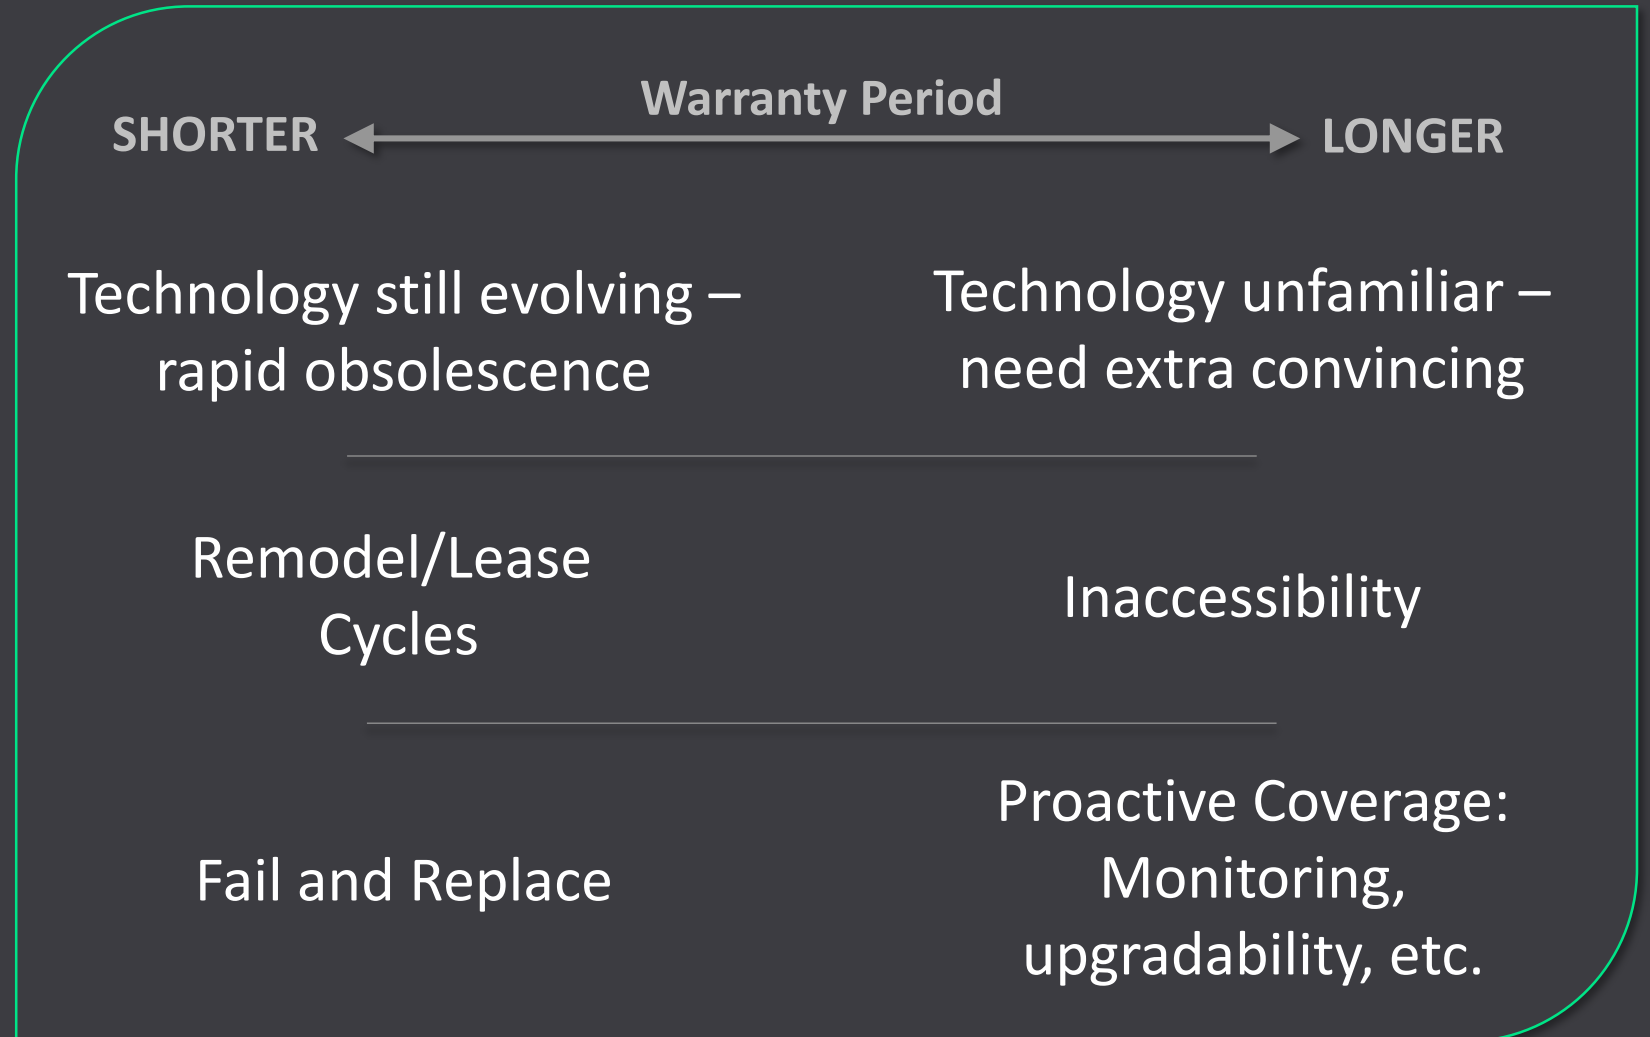 Warranty Period
SHORTER
LONGER
Technology still evolving –
rapid obsolescence
Technology unfamiliar –
need extra convincing
Remodel/Lease
Cycles
Inaccessibility
Fail and Replace
Proactive Coverage:
Monitoring,
upgradability, etc.